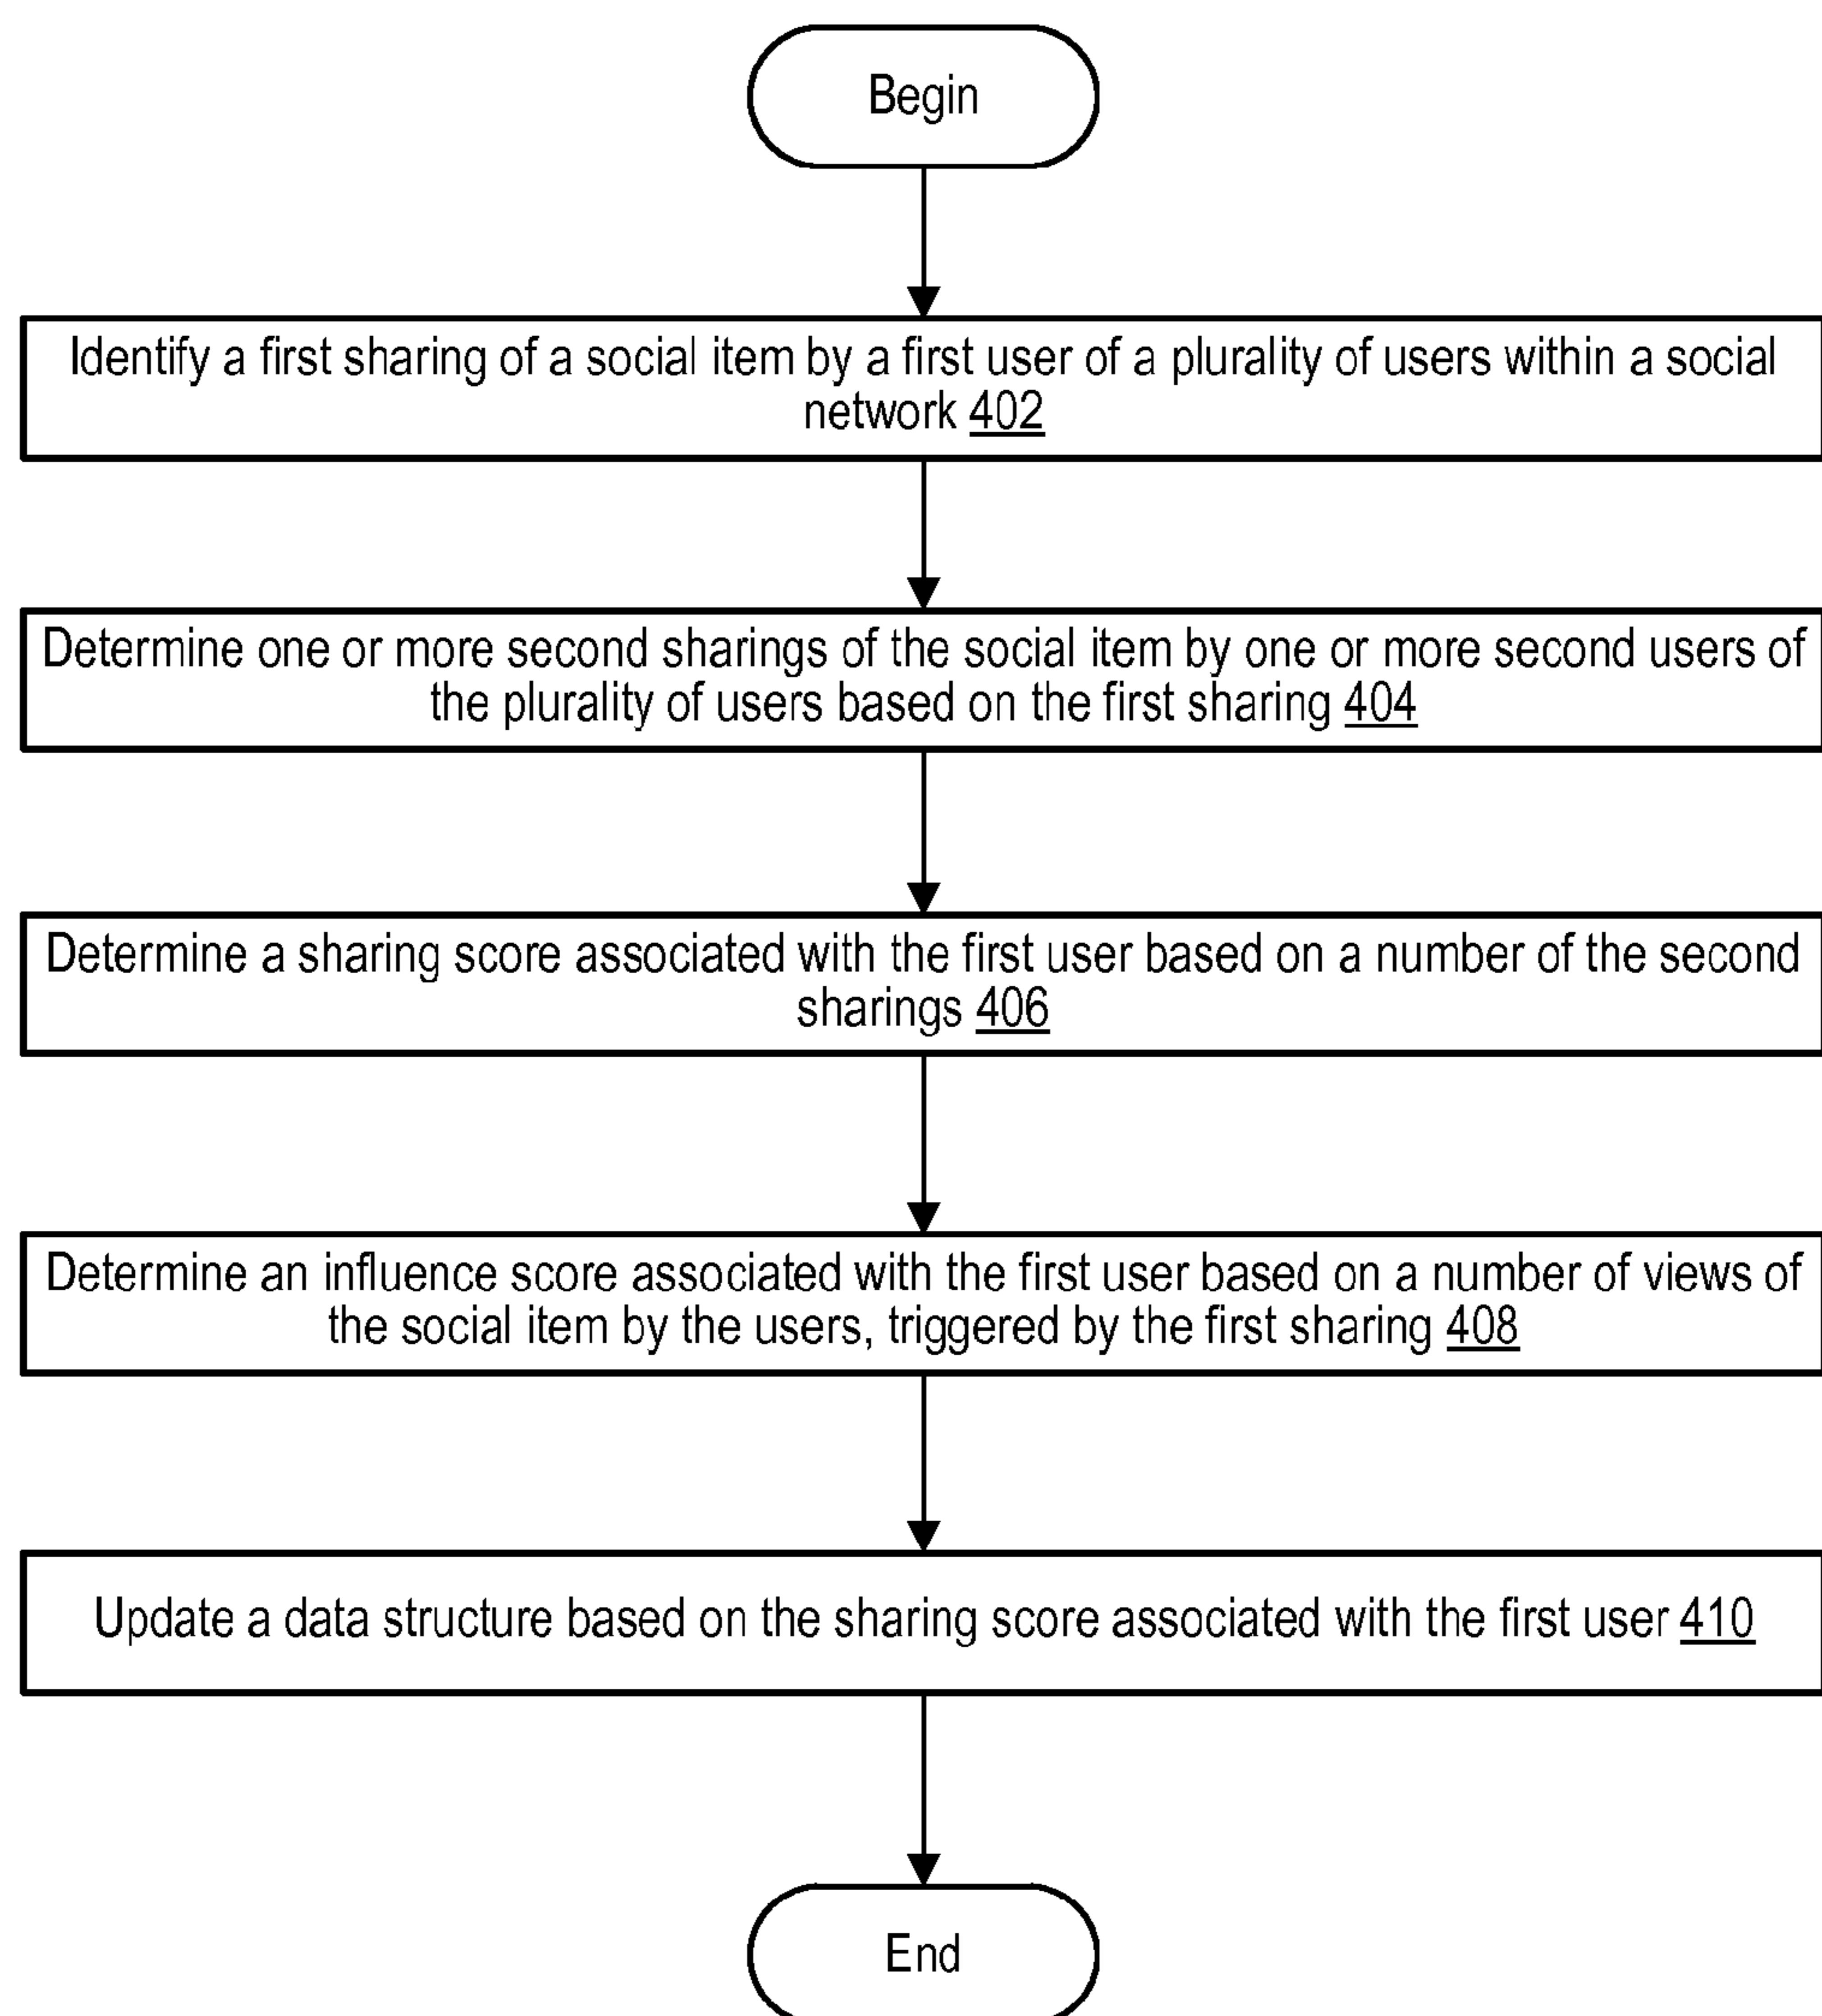 Begin
Identify a first sharing of a social item by a first user of a plurality of users within a social
network 402
Determine one or more second sharings of the social item by one or more second users of
the plurality of users based on the first sharing 404
Determine a sharing score associated with the first user based on a number of the second
sharings 406
Determine an influence score associated with the first user based on a number of views of
the social item by the users, triggered by the first sharing 408
Update a data structure based on the sharing score associated with the first user 410
End